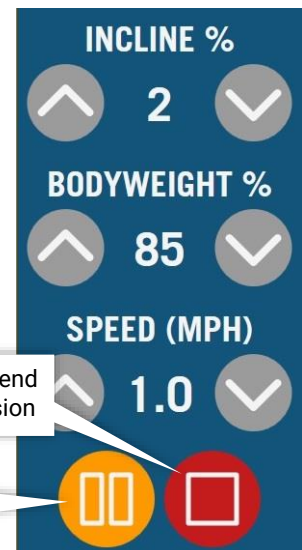 INCLINE %
2
BODYWEIGHT %
85
SPEED (MPH)
end
1.0
sion